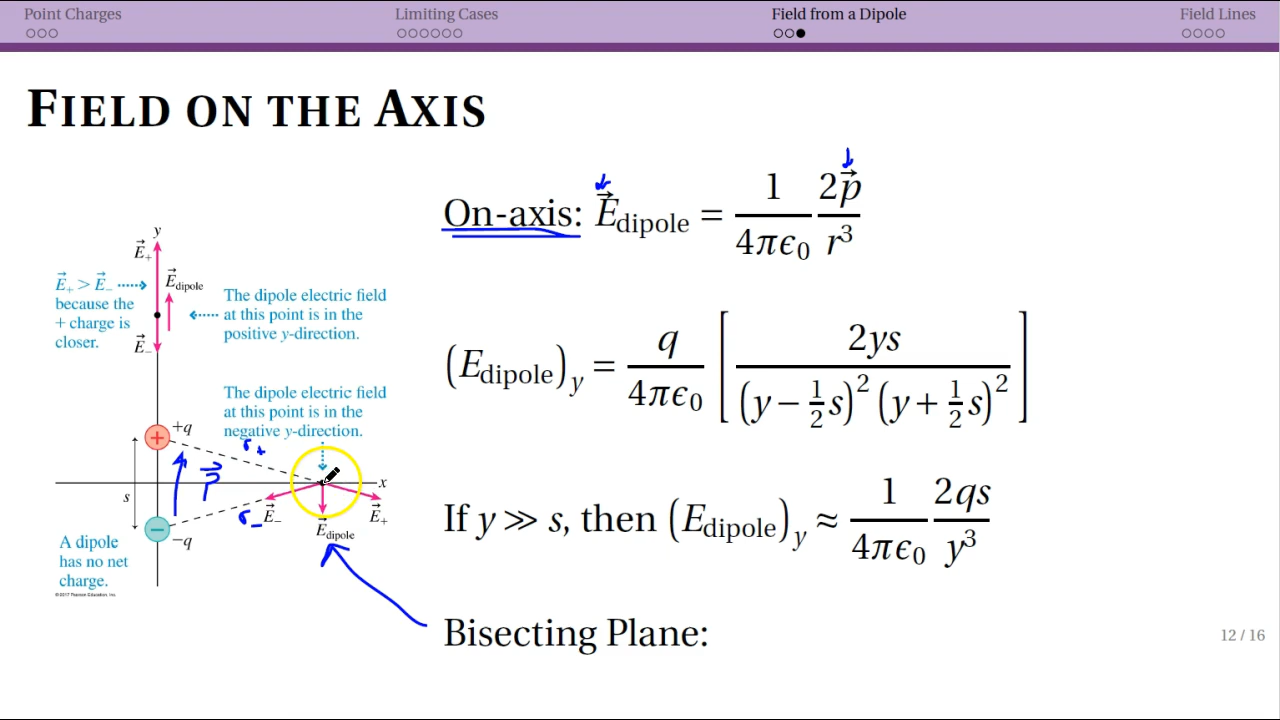 Point Charges Limiting Cases Field from a Dipole Field Lines
FIELD ON THE AXIS
On-axis: E⃗dipole = 1/(4πϵ0) 2p⃗/r³
(Edipole)y = q/(4πϵ0) [2ys/((y − ½s)² (y + ½s)²)]
If y ≫ s, then (Edipole)y ≈ 1/(4πϵ0) 2qs/y³
Bisecting Plane:
y
E⃗+
E⃗dipole
E⃗+ > E⃗−
because the
+ charge is
closer.
The dipole electric field
at this point is in the
positive y-direction.
E⃗−
The dipole electric field
at this point is in the
negative y-direction.
+q
+
r+
x
s
P⃗
r−
E⃗−
E⃗+
E⃗dipole
−
−q
A dipole
has no net
charge.
©2017 Pearson Education, Inc.
12 / 16